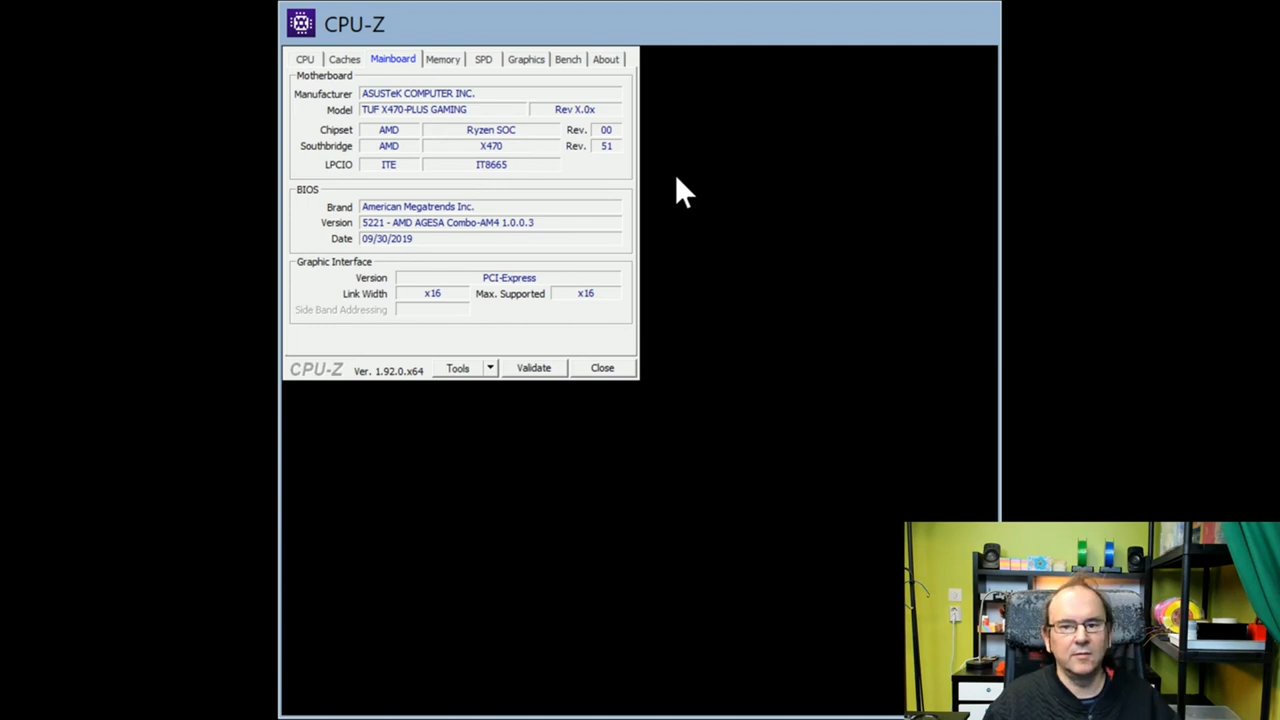 CPU-Z
CPU Caches Mainboard Memory SPD Graphics Bench About
Motherboard
Manufacturer ASUSTeK COMPUTER INC.
Model TUF X470-PLUS GAMING Rev X.0x
Chipset AMD Ryzen SOC Rev. 00
Southbridge AMD X470 Rev. 51
LPCIO ITE IT8665
BIOS
Brand American Megatrends Inc.
Version 5221 - AMD AGESA Combo-AM4 1.0.0.3
Date 09/30/2019
Graphic Interface
Version PCI-Express
Link Width x16 Max. Supported x16
Side Band Addressing
CPU-Z Ver. 1.92.0.x64 Tools Validate Close